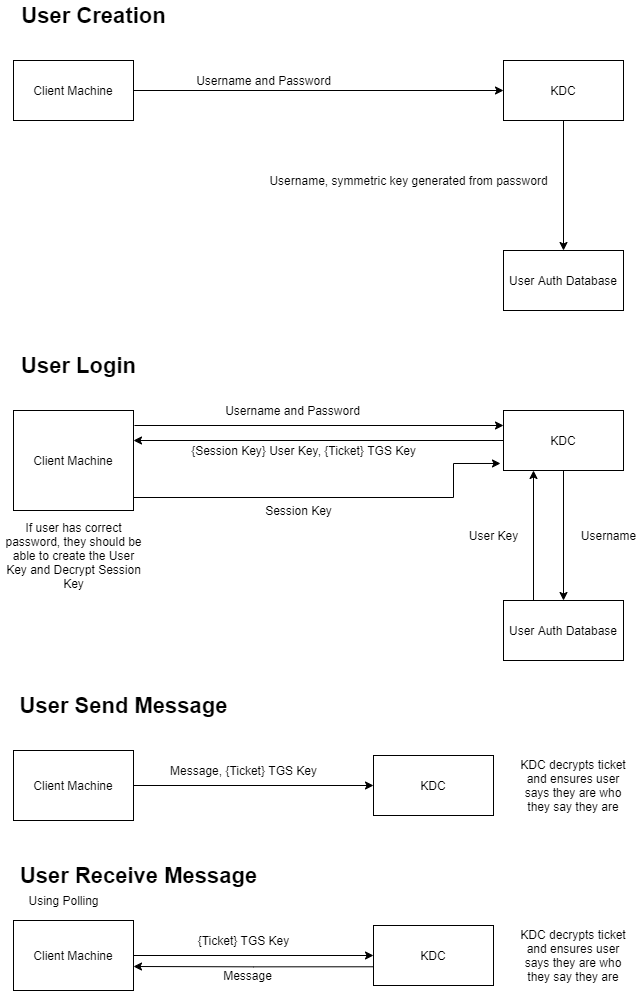 User Creation
Client Machine
Username and Password
KDC
Username, symmetric key generated from password
User Auth Database
User Login
Client Machine
Username and Password
KDC
{Session Key} User Key, {Ticket} TGS Key
Session Key
If user has correct
password, they should be
able to create the User
Key and Decrypt Session
Key
User Key
Username
User Auth Database
User Send Message
Client Machine
Message, {Ticket} TGS Key
KDC
KDC decrypts ticket
and ensures user
says they are who
they say they are
User Receive Message
Using Polling
Client Machine
{Ticket} TGS Key
Message
KDC
KDC decrypts ticket
and ensures user
says they are who
they say they are